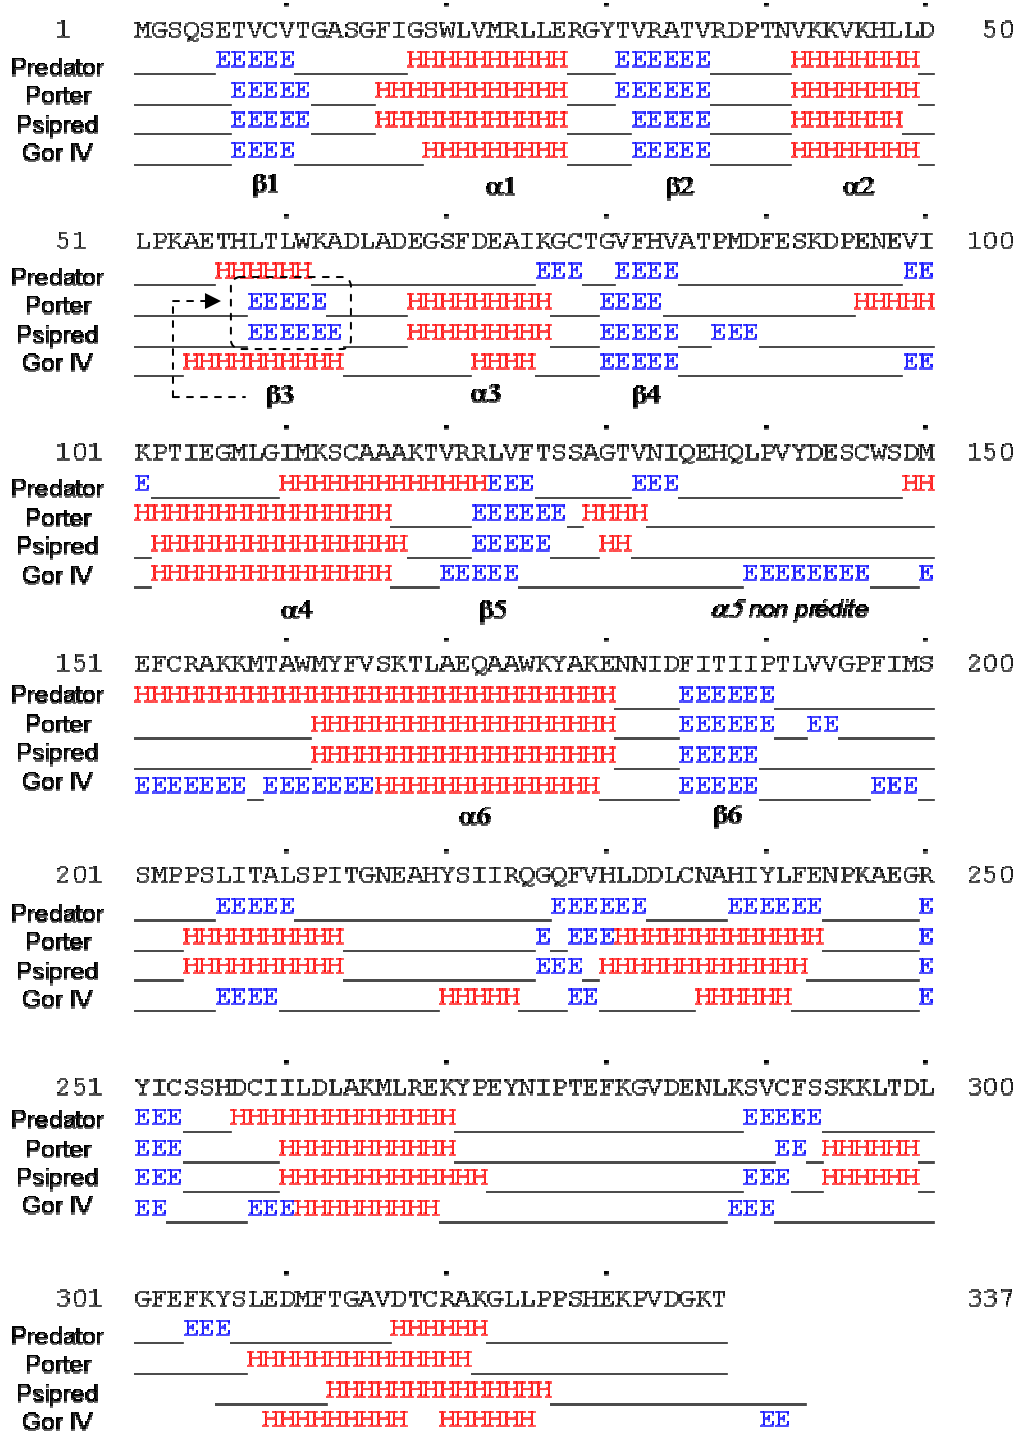 1 MGSQSETVCVTGASGFIGSWLVMRLLERGYTVRATVRDPTNVKKVKHLLD 50
Predator EEEEE HHHHHHHHHH EEEEEE HHHHHHHH
Porter EEEEE HHHHHHHHHHHH EEEEEE HHHHHHHH
Psipred EEEEE HHHHHHHHHHHH EEEEE HHHHHHH
Gor IV EEEE HHHHHHHHH EEEEE HHHHHHHH
β1 α1 β2 α2
51 LPKAETHLTLWKADLADEGSFDEAIKGCTGVFHVATPMDFESKDPENEVI 100
Predator HHHHHH EEE EEEE EE
Porter EEEEE HHHHHHHHH EEEE HHHHH
Psipred EEEEEE HHHHHHHHH EEEEE EEE
Gor IV HHHHHHHHHH HHHH EEEEE EE
β3 α3 β4
101 KPTIEGMLGIMKSCAAAKTVRRLVFTSSAGTVNIQEHQLPVYDESCWSDM 150
Predator E HHHHHHHHHHHHH EEE EEE HH
Porter HHHHHHHHHHHHHHHH EEEEEE HHHH
Psipred HHHHHHHHHHHHHHHH EEEEE HH
Gor IV HHHHHHHHHHHHHHH EEEEE EEEEEEEE E
α4 β5 α5 non prédite
151 EFCRAKKMTAWMYFVSKTLAEQAAWKYAKENNIDFITIIPTLVVGPFIMS 200
Predator HHHHHHHHHHHHHHHHHHHHHHHHHHHHHH EEEEEE
Porter HHHHHHHHHHHHHHHHHHH EEEEEE EE
Psipred HHHHHHHHHHHHHHHHHHH EEEEE
Gor IV EEEEEEE EEEEEEEHHHHHHHHHHHHHH EEEEE EEE
α6 β6
201 SMPPSLITALSPITGNEAHYSIIRQGQFVHLDDLCNAHIYLFENPKAEGR 250
Predator EEEEE EEEEEE EEEEEE E
Porter HHHHHHHHHH E EEEHHHHHHHHHHHHH E
Psipred HHHHHHHHHH EEE HHHHHHHHHHHHH E
Gor IV EEEE HHHHH EE HHHHHH E
251 YICSSHDCIILDLAKMLREKYPEYNIPTEFKGVDENLKSVCFSSKKLTDL 300
Predator EEE HHHHHHHHHHHHHH EEEEE
Porter EEE HHHHHHHHHHH EE HHHHHH
Psipred EEE HHHHHHHHHHHHH EEE HHHHHH
Gor IV EE EEEHHHHHHHHH EEE
301 GFEFKYSLEDMFTGAVDTCRAKGLLPPSHEKPVDGKT 337
Predator EEE HHHHHH
Porter HHHHHHHHHHHHHH
Psipred HHHHHHHHHHHHHH
Gor IV HHHHHHHHH HHHHHH EE